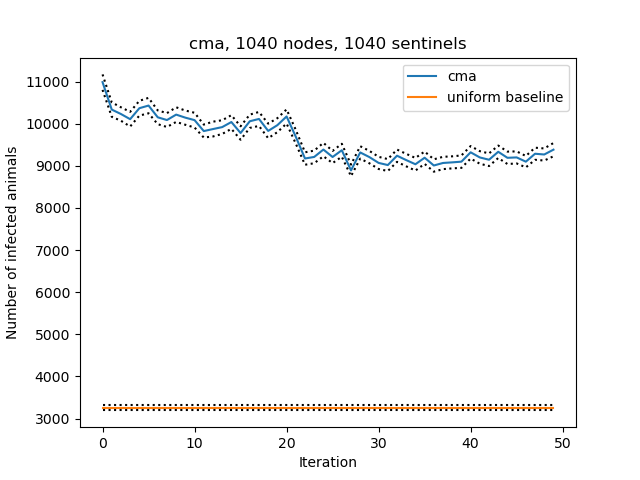 cma, 1040 nodes, 1040 sentinels
cma
uniform baseline
Number of infected animals
11000
10000
9000
8000
7000
6000
5000
4000
3000
0 10 20 30 40 50
Iteration